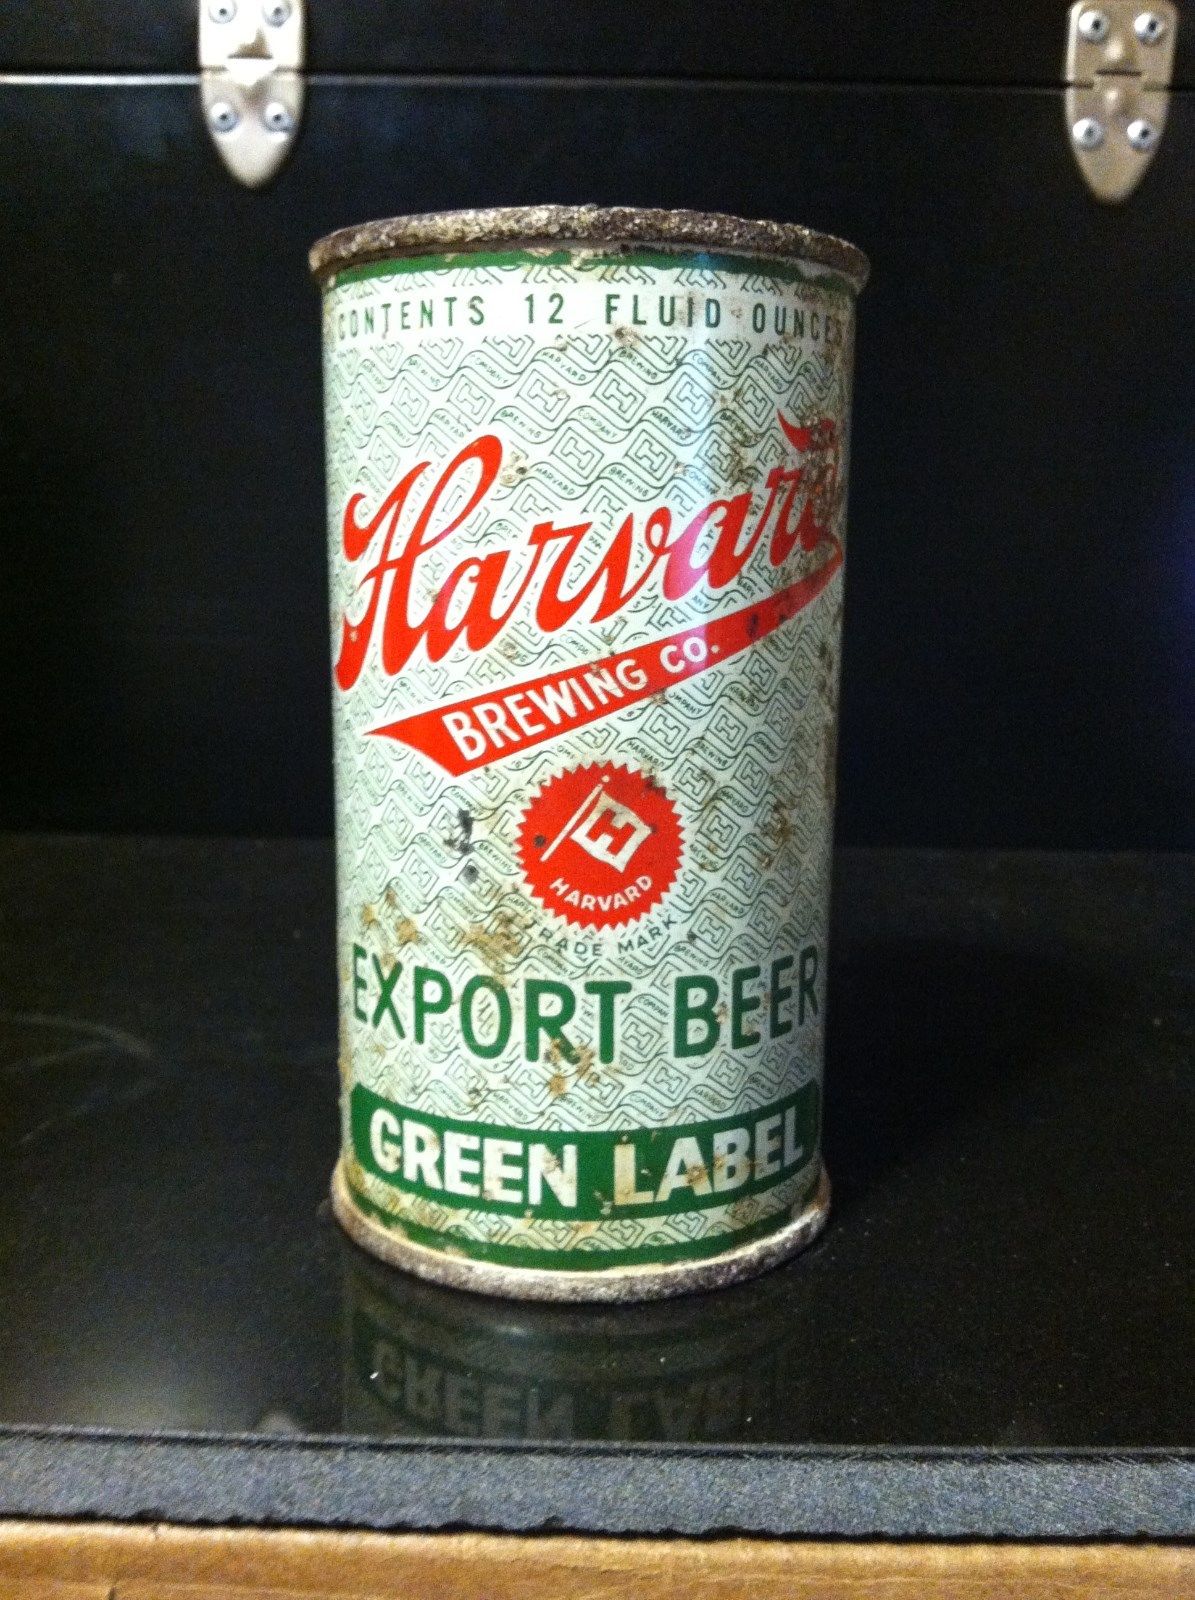 CONTENTS 12 FLUID OUNCES
Harvard
BREWING CO.
H
HARVARD
TRADE MARK
EXPORT BEER
GREEN LABEL